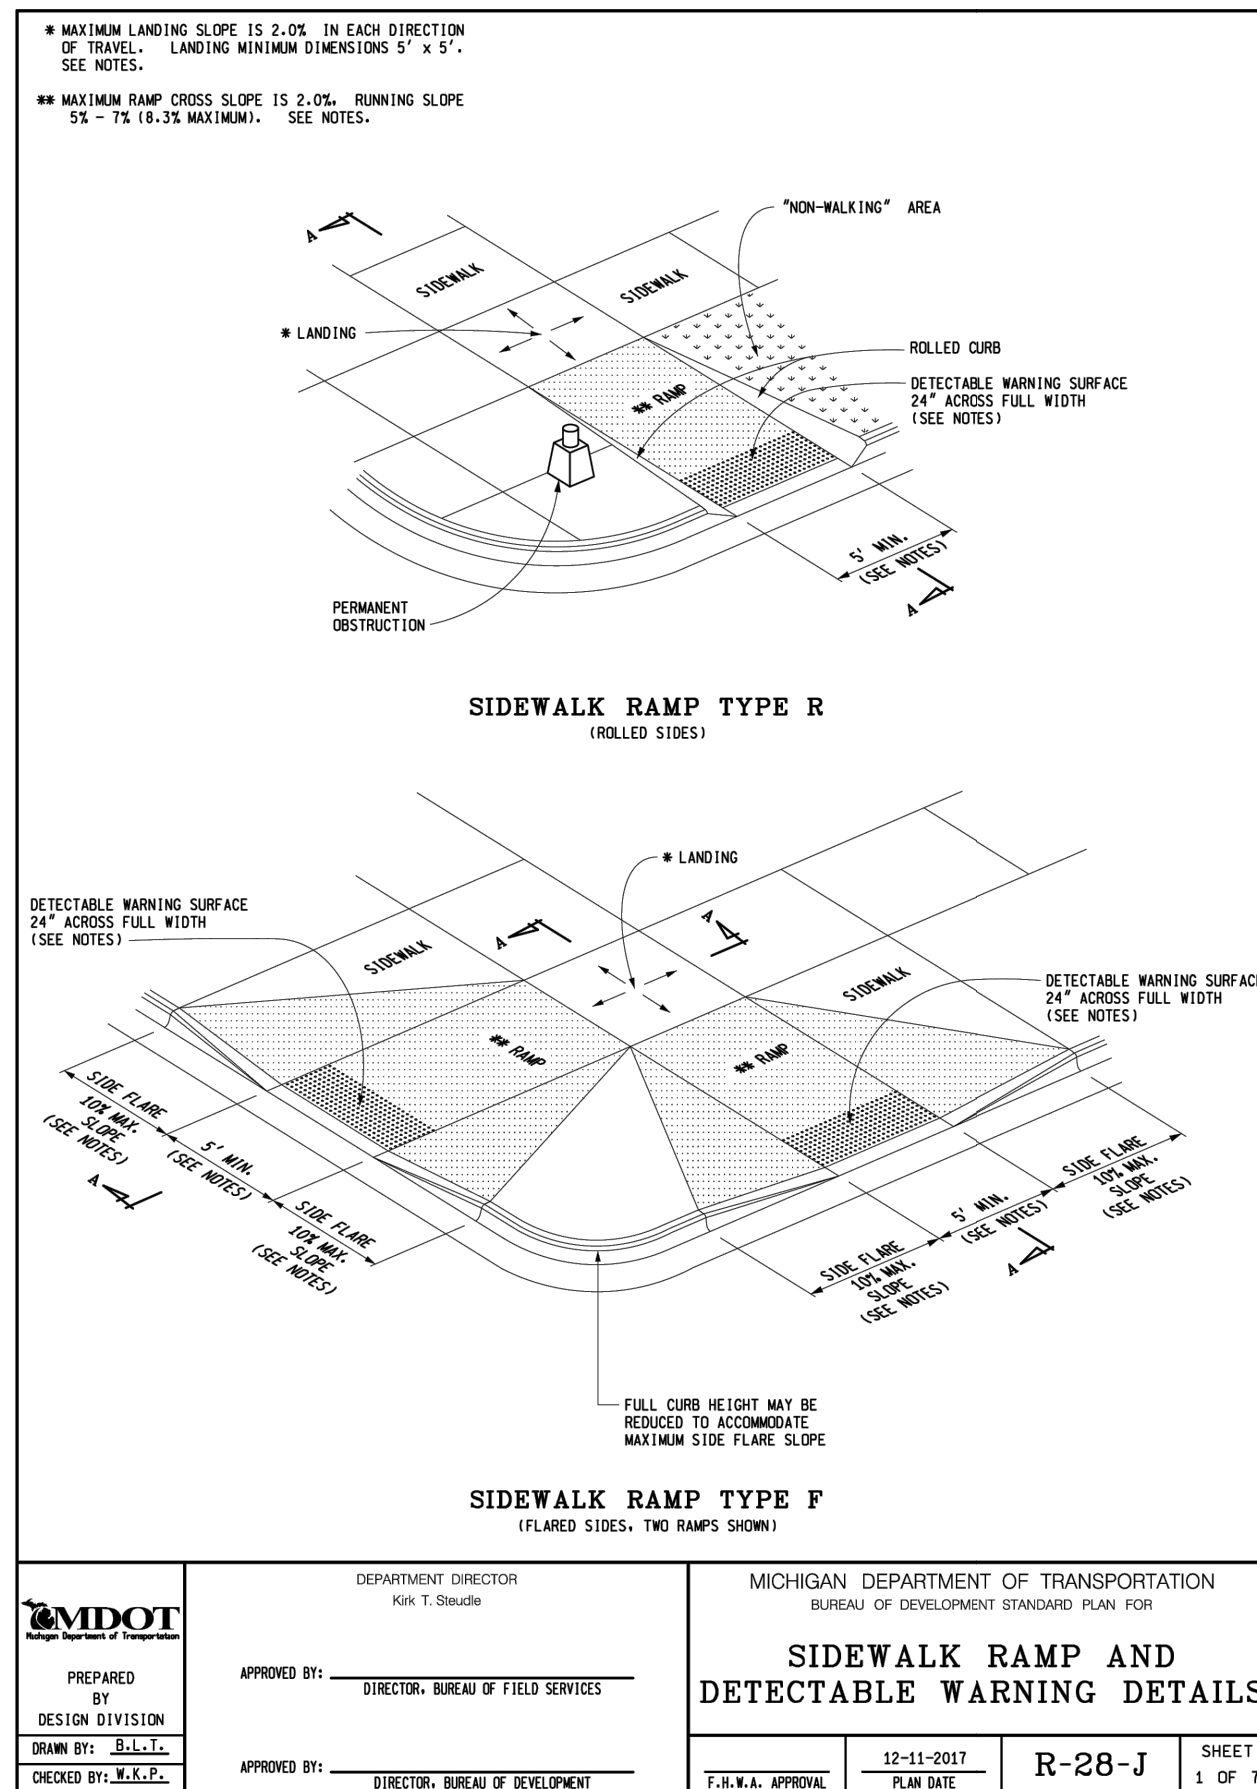 * MAXIMUM LANDING SLOPE IS 2.0% IN EACH DIRECTION
OF TRAVEL. LANDING MINIMUM DIMENSIONS 5' x 5'.
SEE NOTES.
** MAXIMUM RAMP CROSS SLOPE IS 2.0%, RUNNING SLOPE
5% - 7% (8.3% MAXIMUM). SEE NOTES.
"NON-WALKING" AREA
A
SIDEWALK
SIDEWALK
* LANDING
ROLLED CURB
** RAMP
DETECTABLE WARNING SURFACE
24" ACROSS FULL WIDTH
(SEE NOTES)
5' MIN.
(SEE NOTES)
A
PERMANENT
OBSTRUCTION
SIDEWALK RAMP TYPE R
(ROLLED SIDES)
* LANDING
DETECTABLE WARNING SURFACE
24" ACROSS FULL WIDTH
(SEE NOTES)
A
A
SIDEWALK
SIDEWALK
DETECTABLE WARNING SURFAC
24" ACROSS FULL WIDTH
(SEE NOTES)
** RAMP
** RAMP
SIDE FLARE
10% MAX.
SLOPE
(SEE NOTES)
5' MIN.
(SEE NOTES)
A
SIDE FLARE
10% MAX.
SLOPE
(SEE NOTES)
SIDE FLARE
10% MAX.
SLOPE
(SEE NOTES)
5' MIN.
(SEE NOTES)
A
SIDE FLARE
10% MAX.
SLOPE
(SEE NOTES)
FULL CURB HEIGHT MAY BE
REDUCED TO ACCOMMODATE
MAXIMUM SIDE FLARE SLOPE
SIDEWALK RAMP TYPE F
(FLARED SIDES, TWO RAMPS SHOWN)
MDOT
Michigan Department of Transportation
PREPARED
BY
DESIGN DIVISION
DRAWN BY: B.L.T.
CHECKED BY: W.K.P.
DEPARTMENT DIRECTOR
Kirk T. Steudle
APPROVED BY:
DIRECTOR, BUREAU OF FIELD SERVICES
APPROVED BY:
DIRECTOR, BUREAU OF DEVELOPMENT
MICHIGAN DEPARTMENT OF TRANSPORTATION
BUREAU OF DEVELOPMENT STANDARD PLAN FOR
SIDEWALK RAMP AND
DETECTABLE WARNING DETAILS
F.H.W.A. APPROVAL
12-11-2017
PLAN DATE
R-28-J
SHEET
1 OF 7